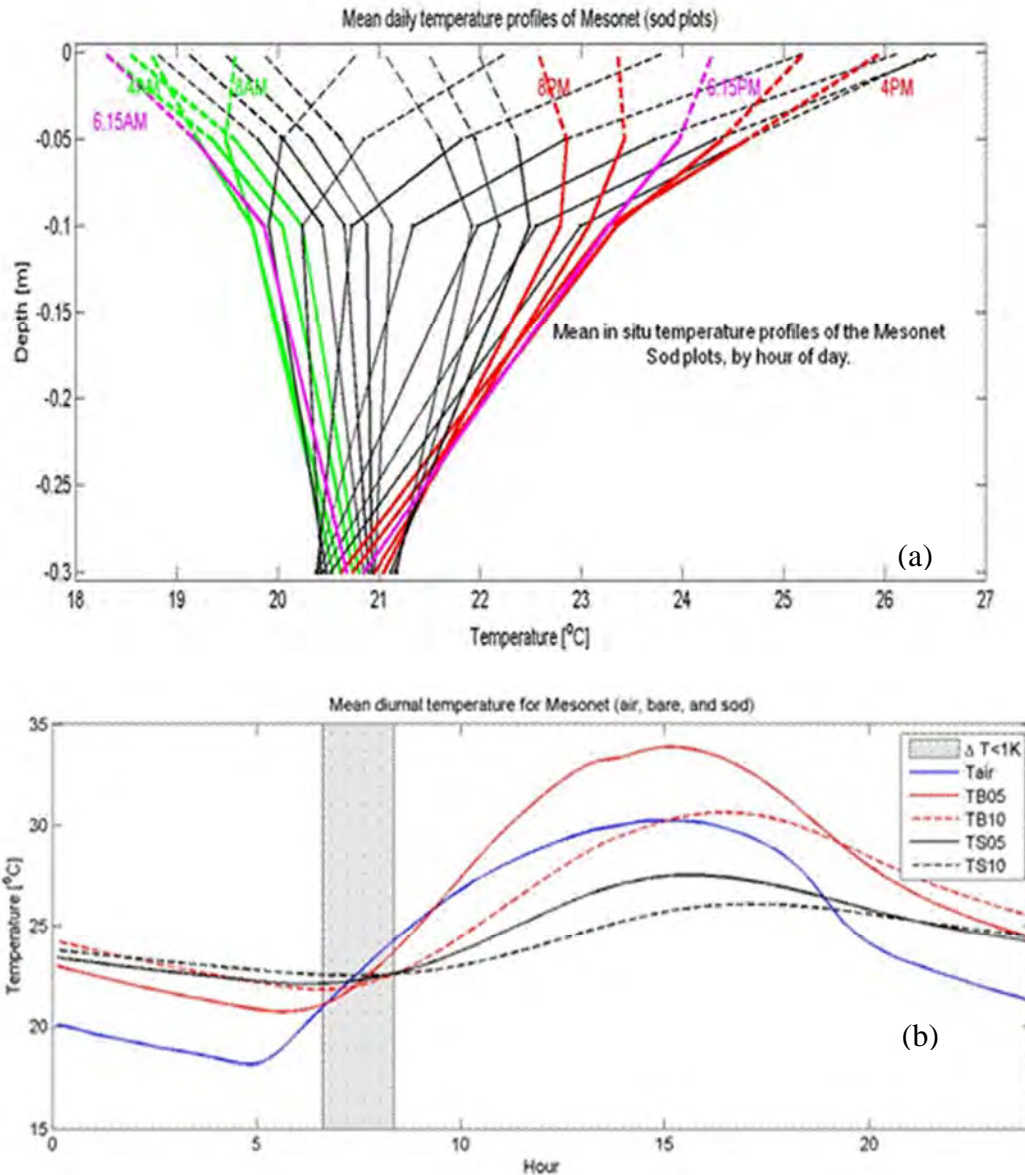 Mean daily temperature profiles of Mesonet (sod plots)
0
4AM
8AM
8PM
6.15PM
4PM
6.15AM
-0.05
-0.1
-0.15
Depth [m]
Mean in situ temperature profiles of the Mesonet
Sod plots, by hour of day.
-0.2
-0.25
-0.3
(a)
18 19 20 21 22 23 24 25 26 27
Temperature [°C]
Mean diurnal temperature for Mesonet (air, bare, and sod)
35
Δ T<1K
Tair
TB05
TB10
TS05
TS10
30
25
Temperature [°C]
20
(b)
15
0 5 10 15 20
Hour